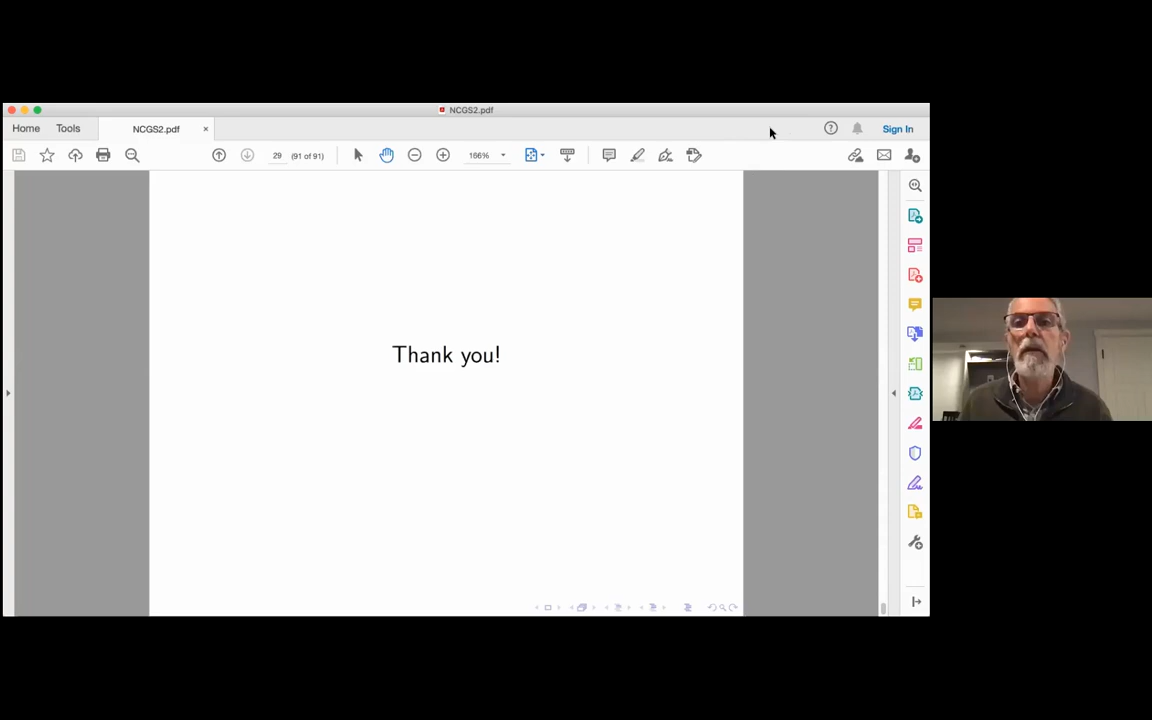 NCGS2.pdf
Home Tools NCGS2.pdf × Sign In
29 (91 of 91) 166%
Thank you!